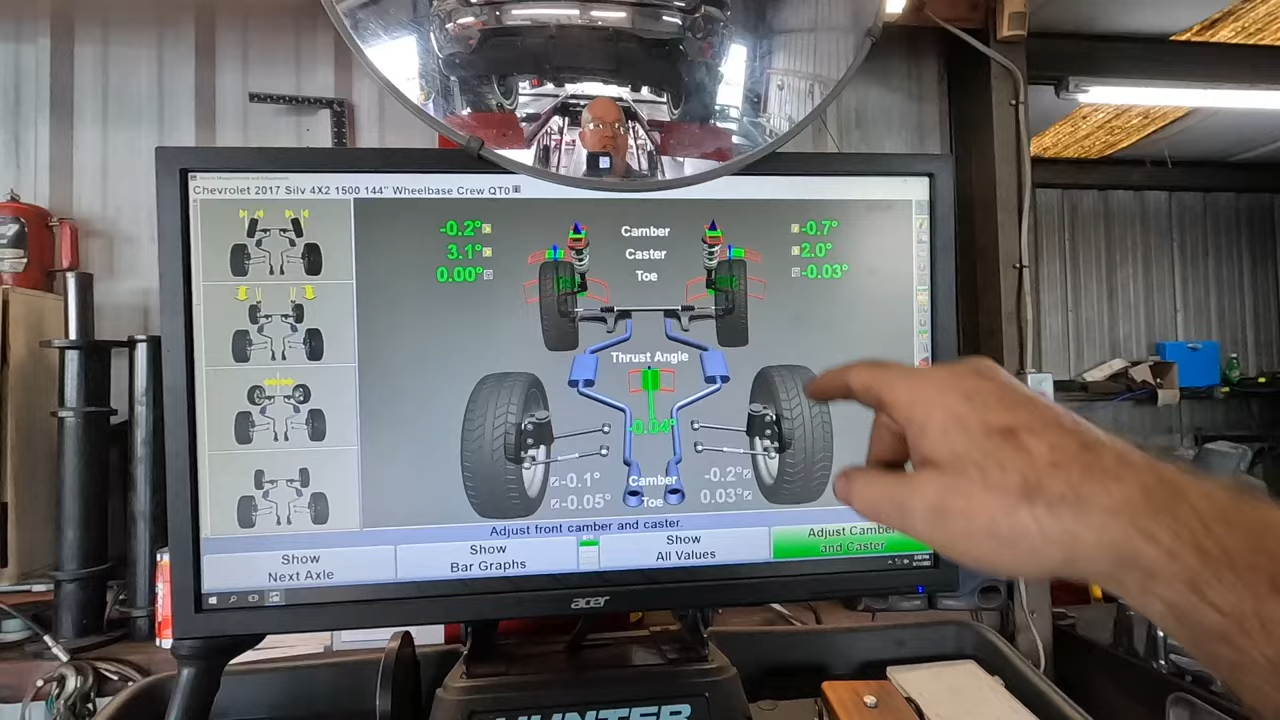 Chevrolet 2017 Silv 4X2 1500 144" Wheelbase Crew QT0
-0.2° Camber -0.7°
3.1° Caster 2.0°
0.00° Toe -0.03°
Thrust Angle
-0.04°
-0.1° Camber -0.2°
-0.05° Toe 0.03°
Adjust front camber and caster.
Show
Next Axle
Show
Bar Graphs
Show
All Values
Adjust Camber
and Caster
acer
HUNTER